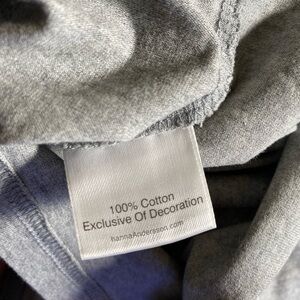 100% Cotton
Exclusive Of Decoration
hannaAndersson.com